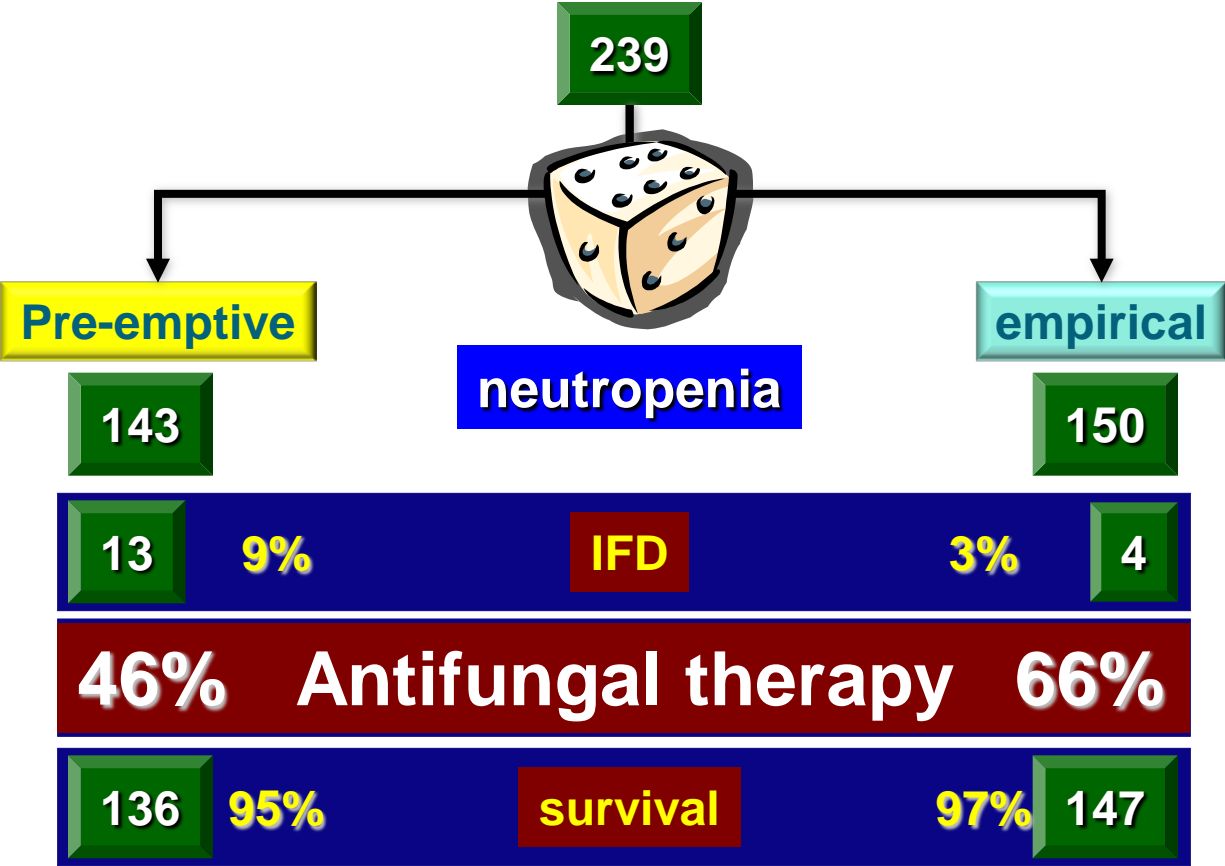 239
Pre-emptive
empirical
neutropenia
143
150
13 9% IFD 3% 4
46% Antifungal therapy 66%
136 95% survival 97% 147